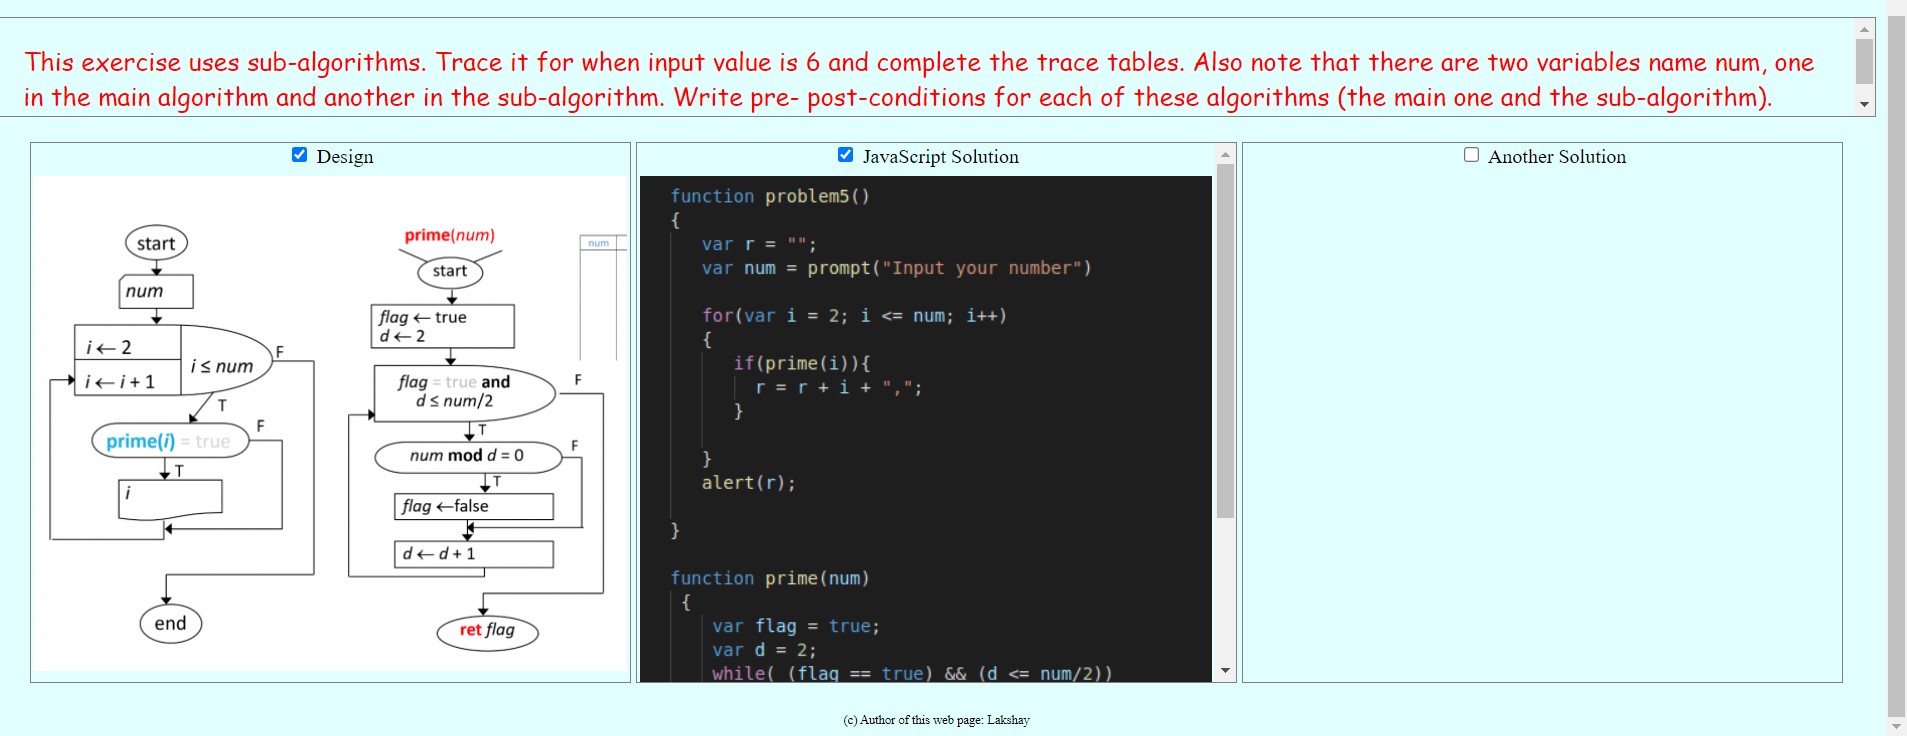 This exercise uses sub-algorithms. Trace it for when input value is 6 and complete the trace tables. Also note that there are two variables name num, one
in the main algorithm and another in the sub-algorithm. Write pre- post-conditions for each of these algorithms (the main one and the sub-algorithm).
Design
start
num
i ← 2
i ← i + 1
i ≤ num
F
T
prime(i) = true
F
T
i
end
prime(num)
start
flag ← true
d ← 2
flag = true and
d ≤ num/2
F
T
num mod d = 0
F
T
flag ←false
d ← d + 1
ret flag
num
JavaScript Solution
function problem5()
{
var r = "";
var num = prompt("Input your number")
for(var i = 2; i <= num; i++)
{
if(prime(i)){
r = r + i + ",";
}
}
alert(r);
}
function prime(num)
{
var flag = true;
var d = 2;
while( (flag == true) && (d <= num/2))
Another Solution
(c) Author of this web page: Lakshay